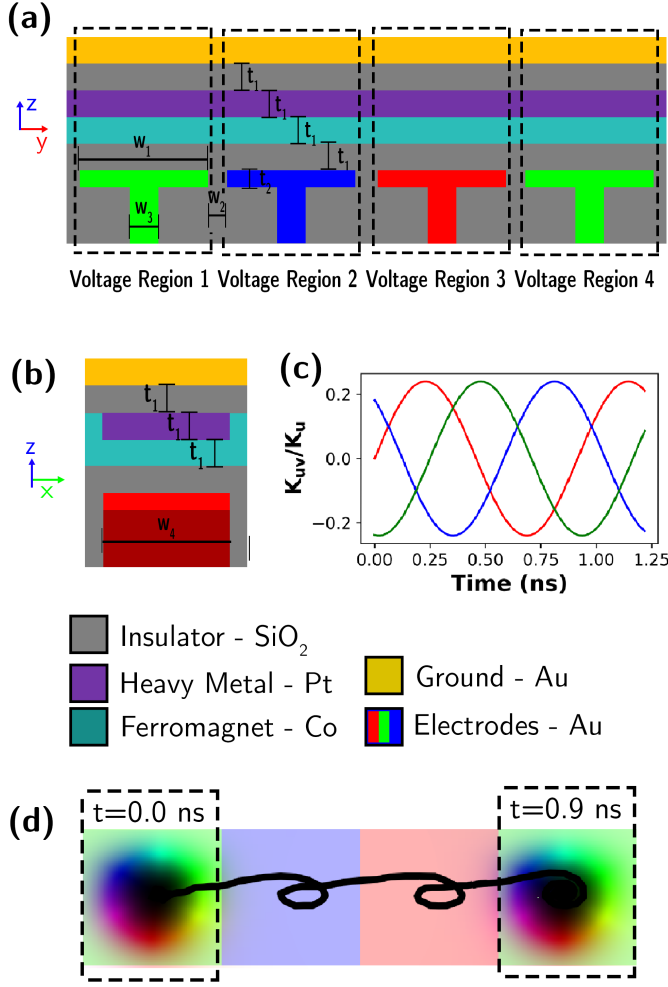 (a)
z
y
t₁
t₁
t₁
t₁
w₁
t₂
w₂
w₃
Voltage Region 1
Voltage Region 2
Voltage Region 3
Voltage Region 4
(b)
t₁
t₁
t₁
z
x
w₄
(c)
K_uv/K_u
0.2
0.0
−0.2
0.00
0.25
0.50
0.75
1.00
1.25
Time (ns)
Insulator - SiO₂
Heavy Metal - Pt
Ferromagnet - Co
Ground - Au
Electrodes - Au
(d)
t=0.0 ns
t=0.9 ns